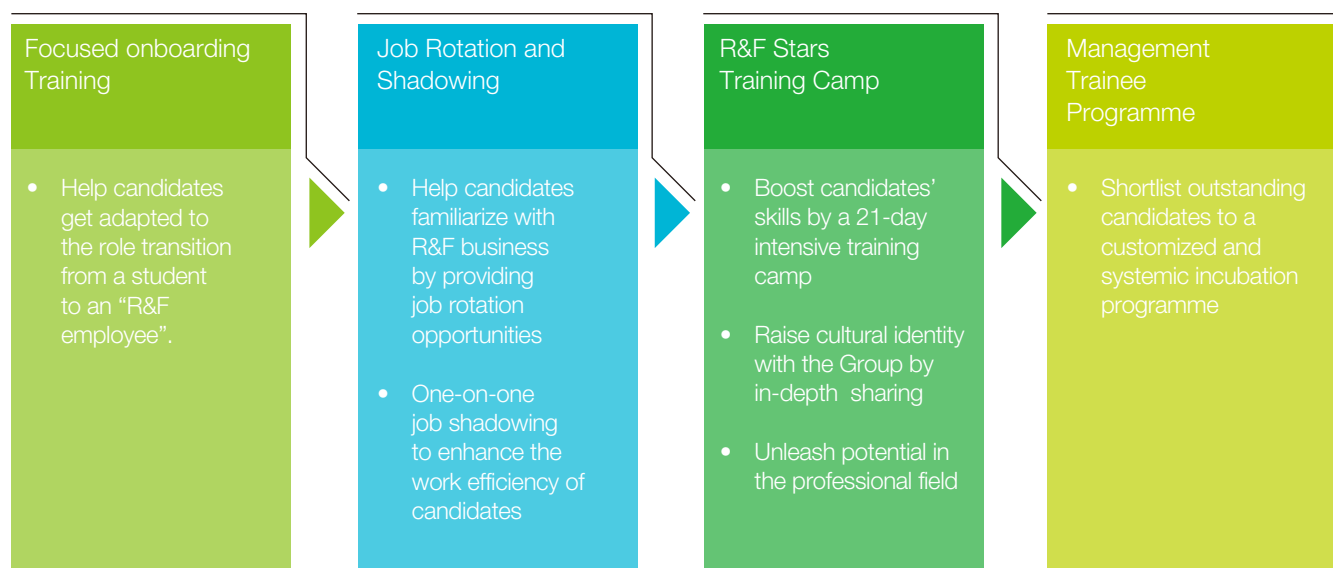 Focused onboarding
Training
• Help candidates
get adapted to
the role transition
from a student
to an “R&F
employee”.
Job Rotation and
Shadowing
• Help candidates
familiarize with
R&F business
by providing
job rotation
opportunities
• One-on-one
job shadowing
to enhance the
work efficiency of
candidates
R&F Stars
Training Camp
• Boost candidates’
skills by a 21-day
intensive training
camp
• Raise cultural identity
with the Group by
in-depth sharing
• Unleash potential in
the professional field
Management
Trainee
Programme
• Shortlist outstanding
candidates to a
customized and
systemic incubation
programme